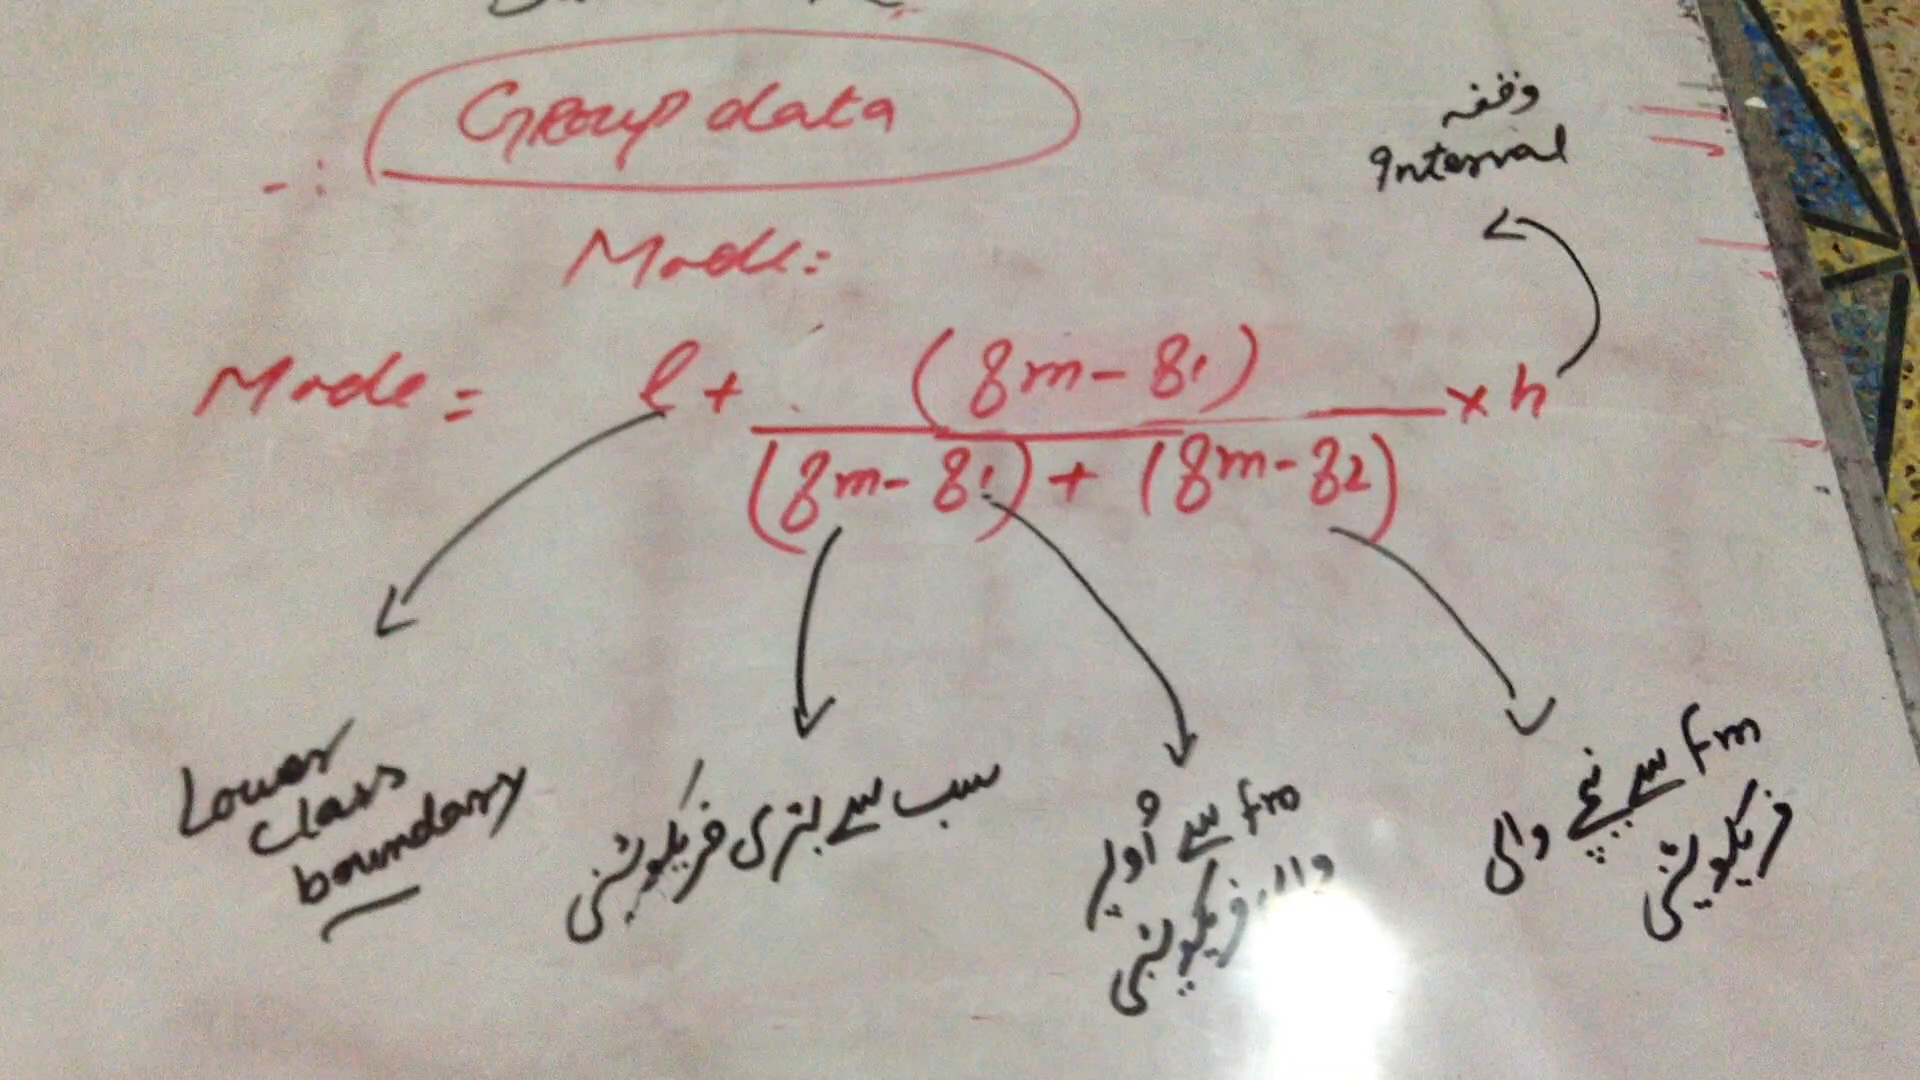 Group data
وقفہ
Interval
Mode:
Mode = l + (fm - f1) / (fm - f1) + (fm - f2) × h
Lower
class
boundary
سب سے بڑی فریکوئنسی
fm سے اُوپر
والی فریکوئنسی
fm سے نیچے والی
فریکوئنسی